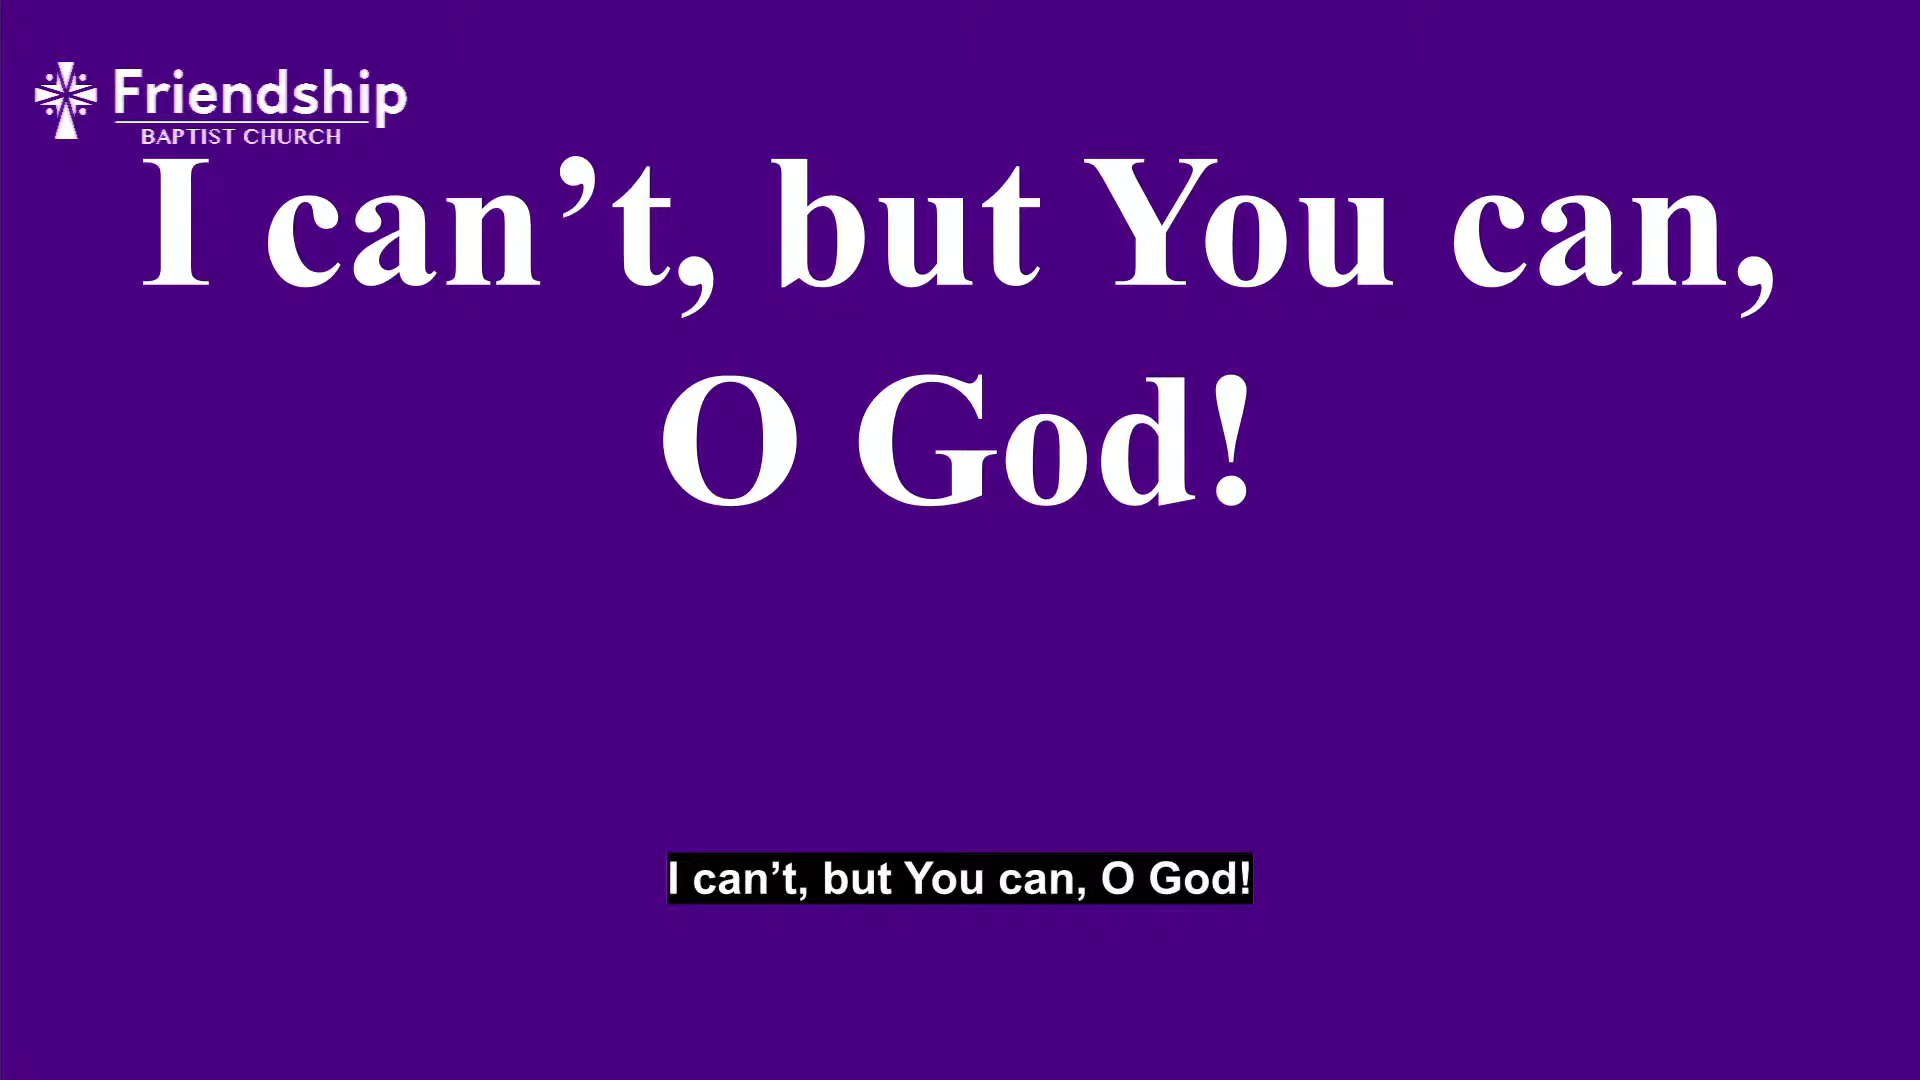 Friendship
BAPTIST CHURCH
I can’t, but You can,
O God!
I can’t, but You can, O God!